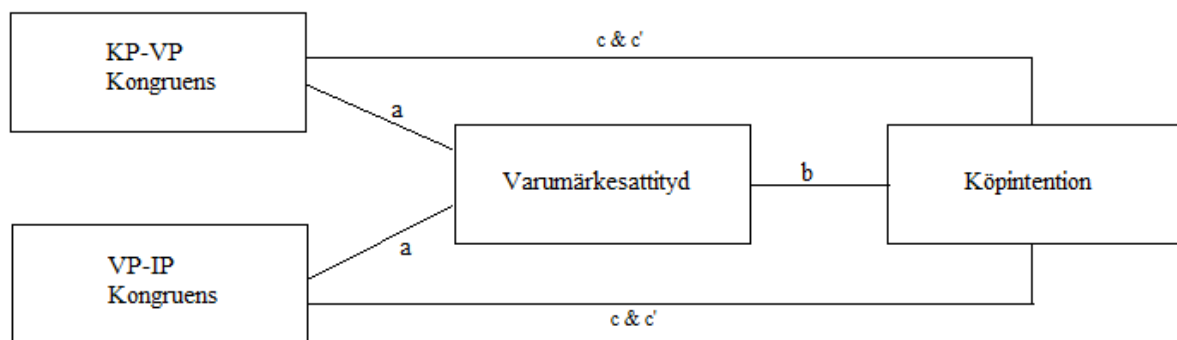 KP-VP
Kongruens
c & c'
a
Varumärkesattityd
b
Köpintention
VP-IP
Kongruens
a
c & c'